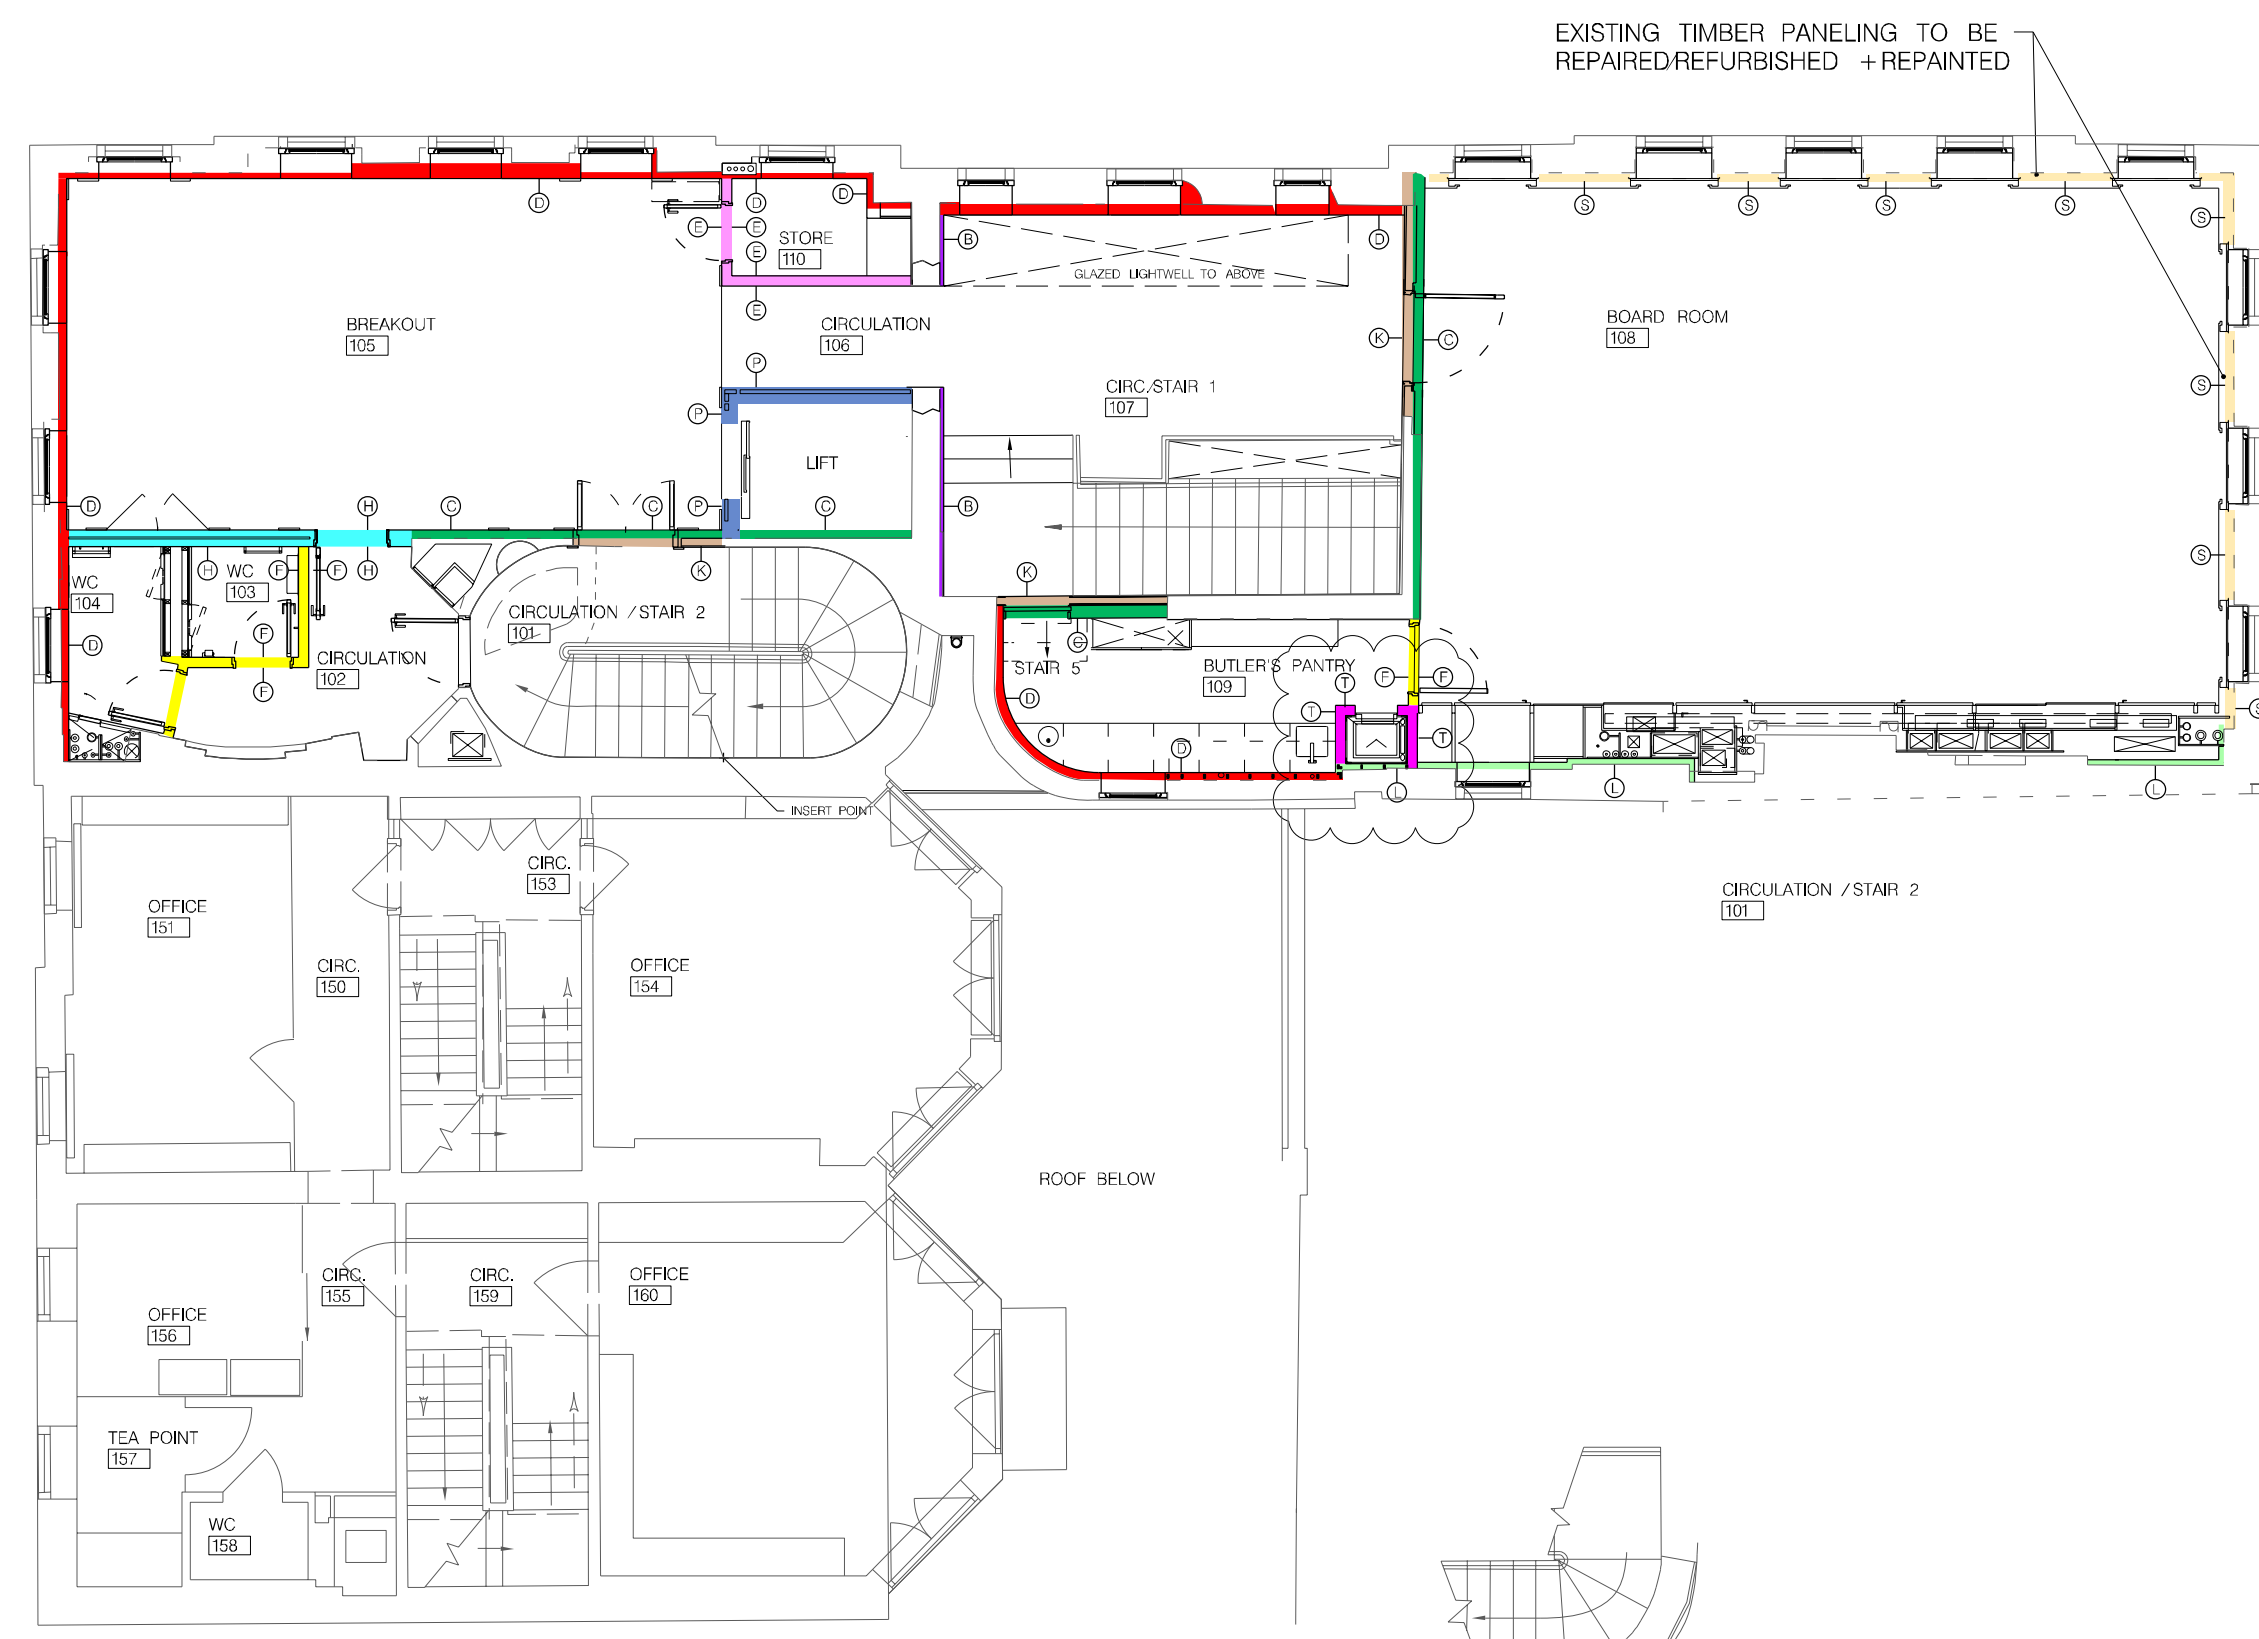 EXISTING TIMBER PANELING TO BE
REPAIRED/REFURBISHED + REPAINTED
D
D
D
S
S
S
S
S
E
E
E
STORE
110
B
D
GLAZED LIGHTWELL TO ABOVE
E
BREAKOUT
105
CIRCULATION
106
K
C
BOARD ROOM
108
P
CIRC/STAIR 1
107
S
P
LIFT
D
H
C
C
P
C
B
S
WC
104
H
WC
103
F
F
H
K
K
CIRCULATION / STAIR 2
101
D
F
C
CIRCULATION
102
F
STAIR 5
BUTLER'S PANTRY
109
F
F
D
T
T
T
S
D
L
L
L
INSERT POINT
CIRC.
153
CIRCULATION / STAIR 2
101
OFFICE
151
CIRC.
150
OFFICE
154
ROOF BELOW
CIRC.
155
CIRC.
159
OFFICE
160
OFFICE
156
TEA POINT
157
WC
158